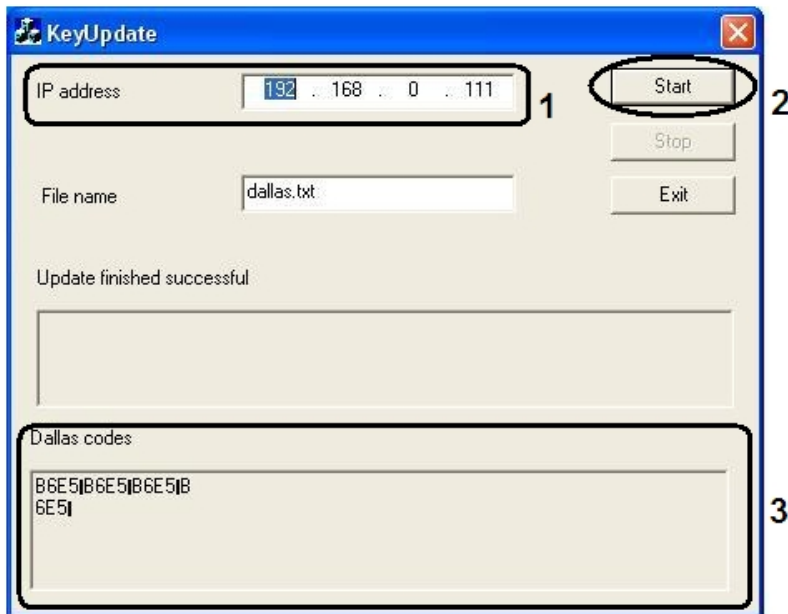 KeyUpdate
IP address 192 . 168 . 0 . 111 1
Start 2
Stop
File name dallas.txt
Exit
Update finished successful
Dallas codes
B6E5|B6E5|B6E5|B
6E5|
3